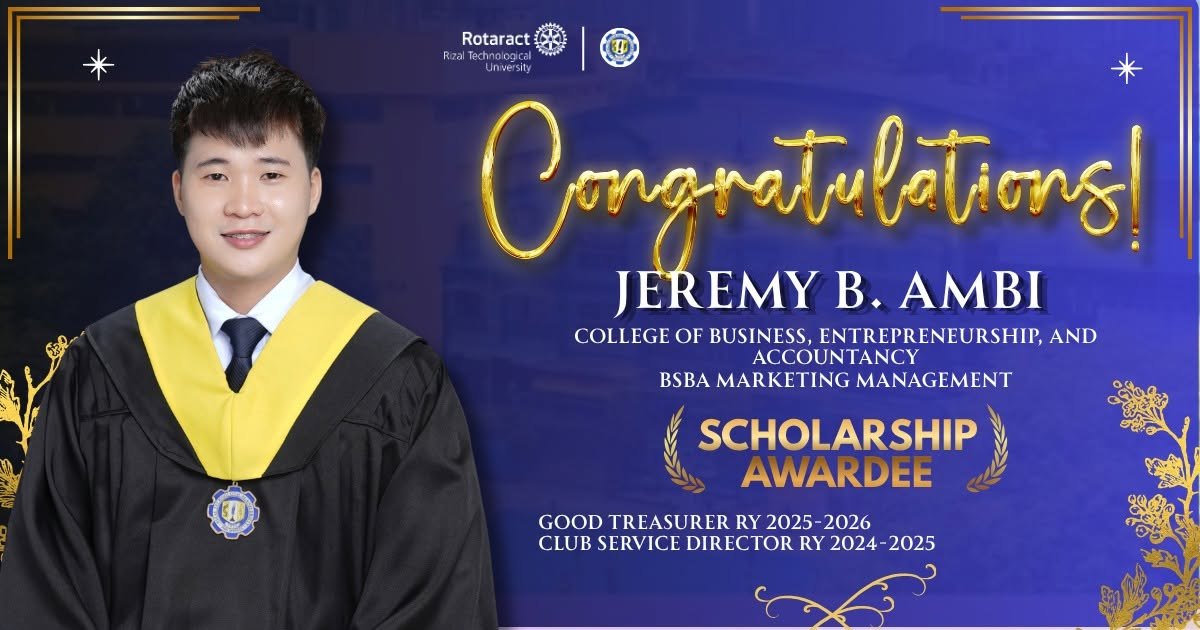 Rotaract
Rizal Technological
University
Congratulations!
JEREMY B. AMBI
COLLEGE OF BUSINESS, ENTREPRENEURSHIP, AND
ACCOUNTANCY
BSBA MARKETING MANAGEMENT
SCHOLARSHIP
AWARDEE
GOOD TREASURER RY 2025-2026
CLUB SERVICE DIRECTOR RY 2024-2025